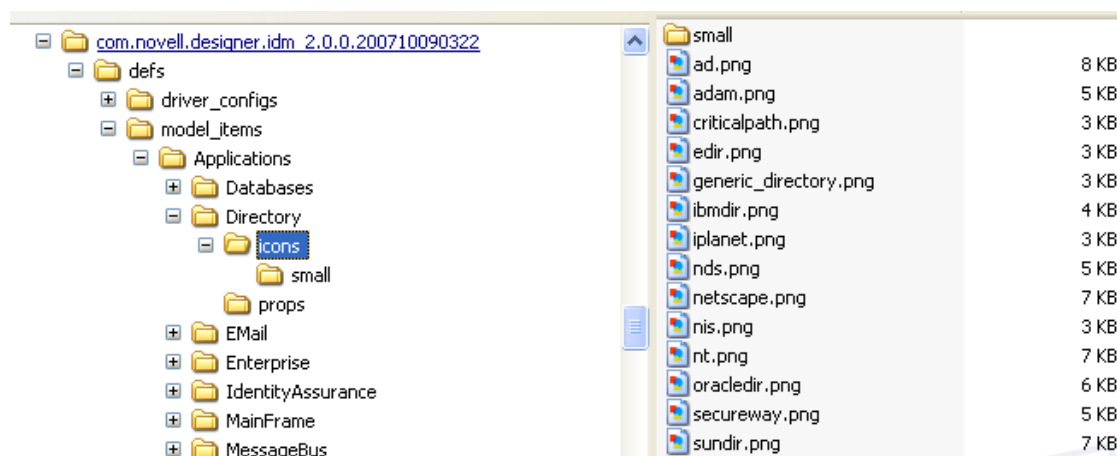 com.novell.designer.idm_2.0.0.200710090322
defs
driver_configs
model_items
Applications
Databases
Directory
icons
small
props
EMail
Enterprise
IdentityAssurance
MainFrame
MessageBus
small
ad.png 8 KB
adam.png 5 KB
criticalpath.png 3 KB
edir.png 3 KB
generic_directory.png 3 KB
ibmdir.png 4 KB
iplanet.png 3 KB
nds.png 5 KB
netscape.png 7 KB
nis.png 3 KB
nt.png 7 KB
oracledir.png 6 KB
secureway.png 5 KB
sundir.png 7 KB